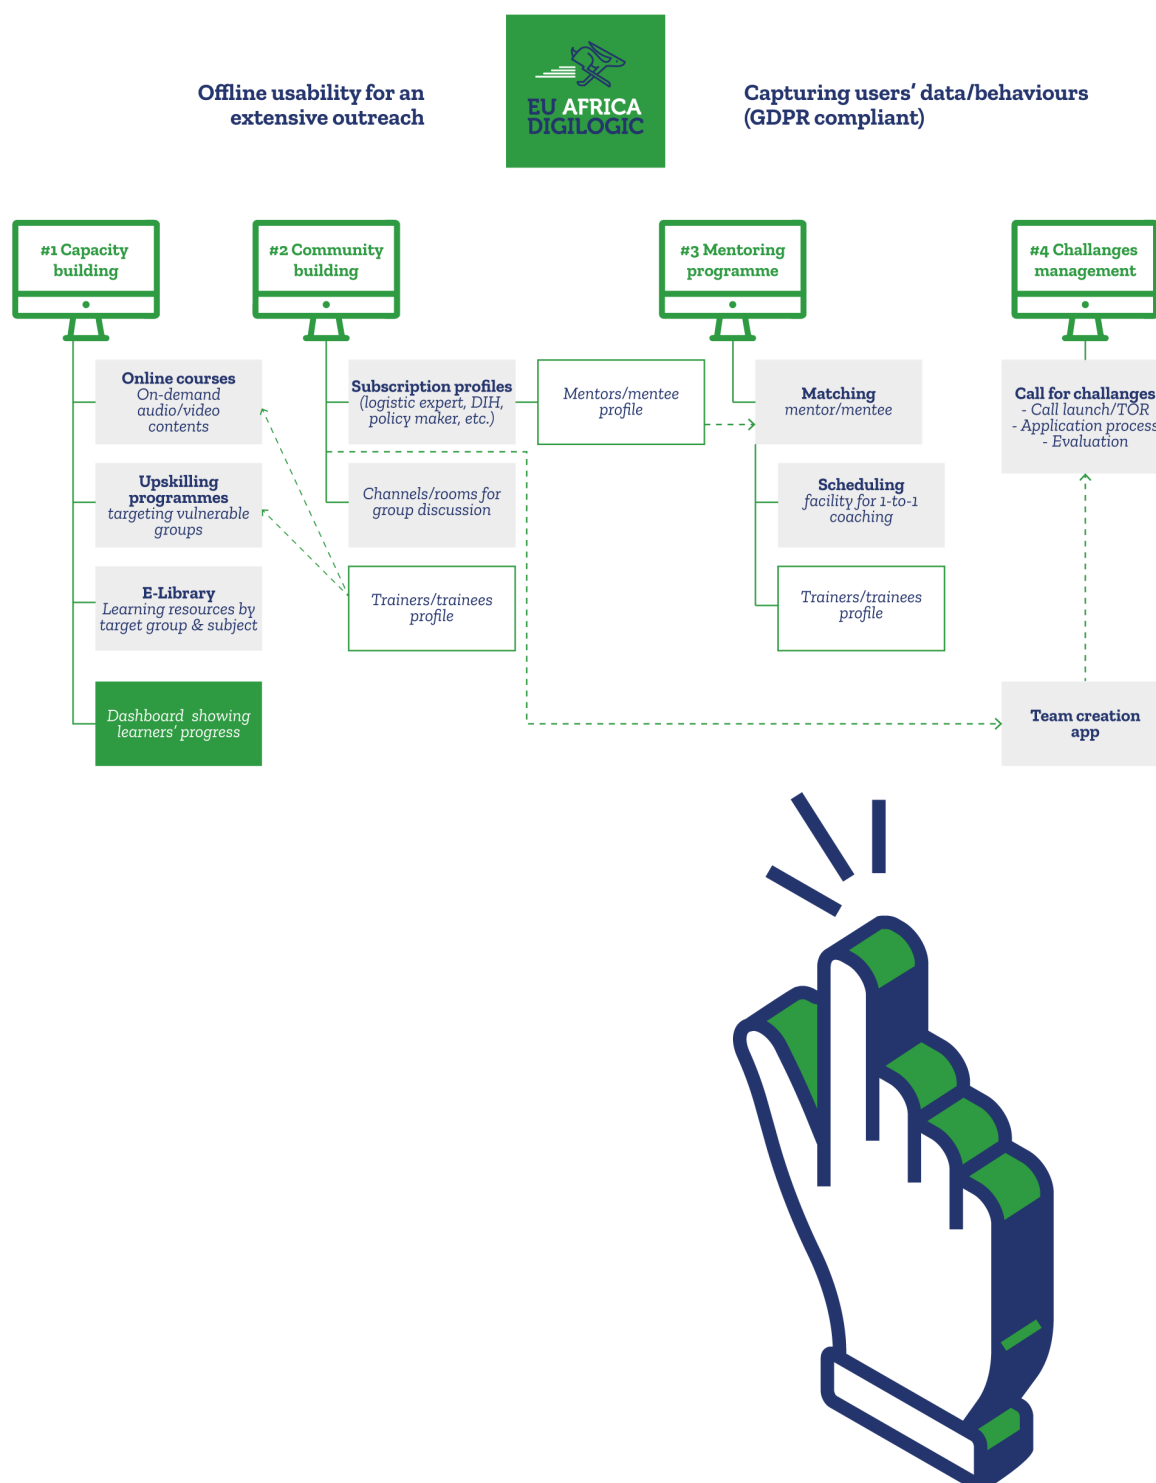 Offline usability for an
extensive outreach
EU AFRICA
DIGILOGIC
Capturing users' data/behaviours
(GDPR compliant)
#1 Capacity
building
#2 Community
building
#3 Mentoring
programme
#4 Challanges
management
Online courses
On-demand
audio/video
contents
Upskilling
programmes
targeting vulnerable
groups
E-Library
Learning resources by
target group & subject
Dashboard showing
learners' progress
Subscription profiles
(logistic expert, DIH,
policy maker, etc.)
Channels/rooms for
group discussion
Trainers/trainees
profile
Mentors/mentee
profile
Matching
mentor/mentee
Scheduling
facility for 1-to-1
coaching
Trainers/trainees
profile
Call for challanges
- Call launch/TOR
- Application process
- Evaluation
Team creation
app